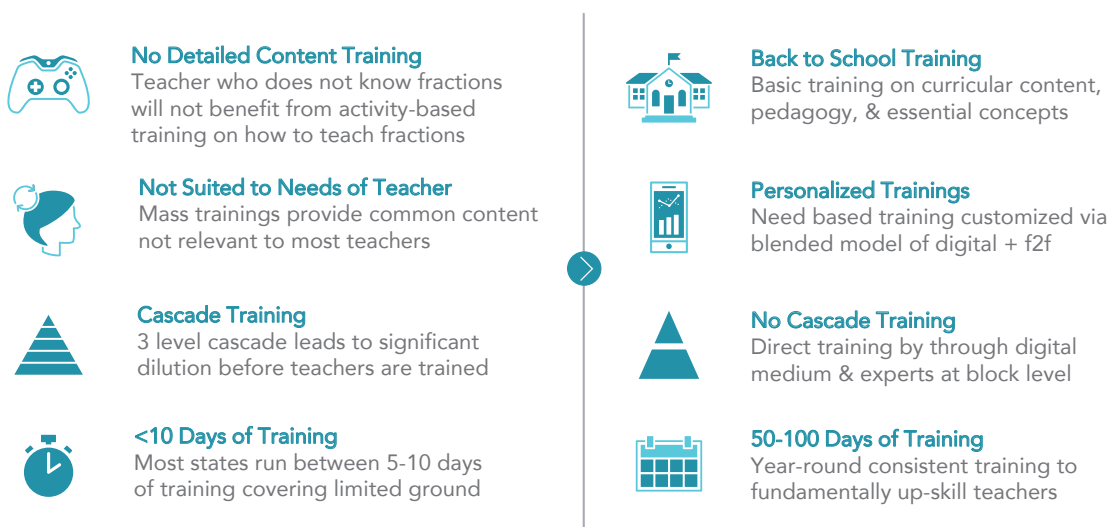 No Detailed Content Training
Teacher who does not know fractions
will not benefit from activity-based
training on how to teach fractions
Not Suited to Needs of Teacher
Mass trainings provide common content
not relevant to most teachers
Cascade Training
3 level cascade leads to significant
dilution before teachers are trained
<10 Days of Training
Most states run between 5-10 days
of training covering limited ground
Back to School Training
Basic training on curricular content,
pedagogy, & essential concepts
Personalized Trainings
Need based training customized via
blended model of digital + f2f
No Cascade Training
Direct training by through digital
medium & experts at block level
50-100 Days of Training
Year-round consistent training to
fundamentally up-skill teachers